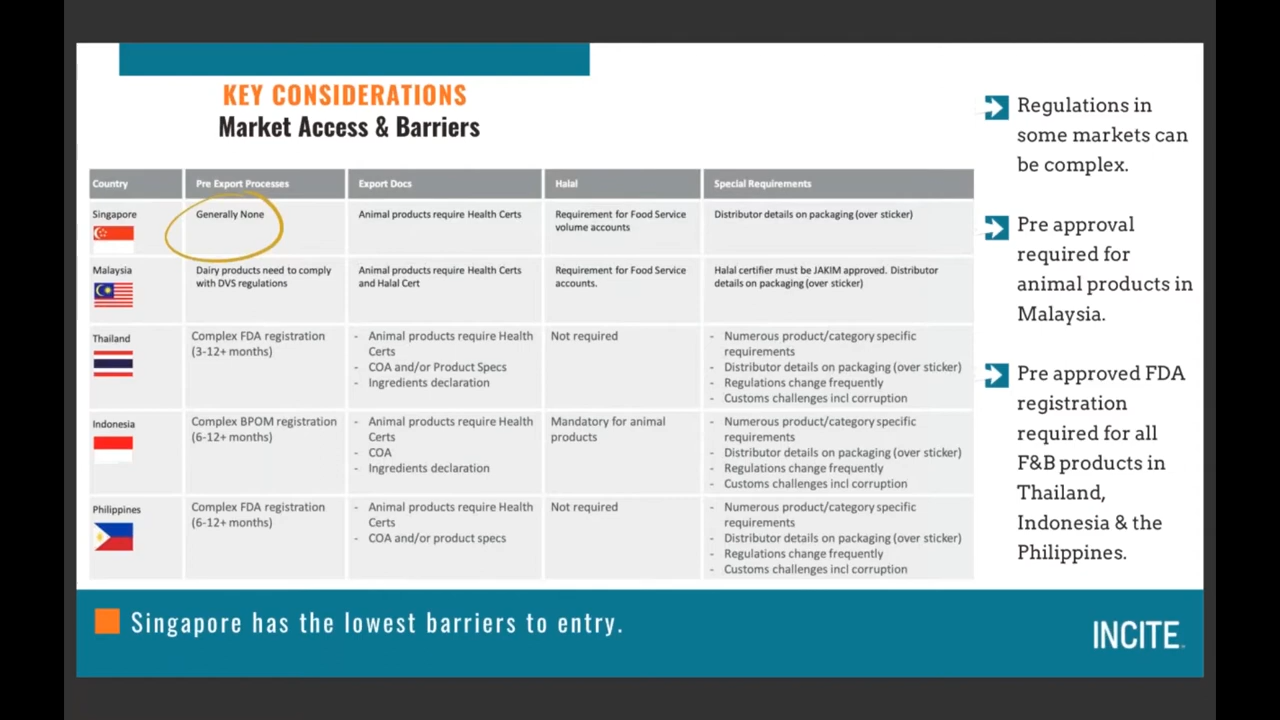 KEY CONSIDERATIONS
Market Access & Barriers
Country
Pre Export Processes
Export Docs
Halal
Special Requirements
Singapore
Generally None
Animal products require Health Certs
Requirement for Food Service
volume accounts
Distributor details on packaging (over sticker)
Malaysia
Dairy products need to comply
with DVS regulations
Animal products require Health Certs
and Halal Cert
Requirement for Food Service
accounts.
Halal certifier must be JAKIM approved. Distributor
details on packaging (over sticker)
Thailand
Complex FDA registration
(3-12+ months)
- Animal products require Health
Certs
- COA and/or Product Specs
- Ingredients declaration
Not required
- Numerous product/category specific
requirements
- Distributor details on packaging (over sticker)
- Regulations change frequently
- Customs challenges incl corruption
Indonesia
Complex BPOM registration
(6-12+ months)
- Animal products require Health
Certs
- COA
- Ingredients declaration
Mandatory for animal
products
- Numerous product/category specific
requirements
- Distributor details on packaging (over sticker)
- Regulations change frequently
- Customs challenges incl corruption
Philippines
Complex FDA registration
(6-12+ months)
- Animal products require Health
Certs
- COA and/or product specs
Not required
- Numerous product/category specific
requirements
- Distributor details on packaging (over sticker)
- Regulations change frequently
- Customs challenges incl corruption
Regulations in
some markets can
be complex.
Pre approval
required for
animal products in
Malaysia.
Pre approved FDA
registration
required for all
F&B products in
Thailand,
Indonesia & the
Philippines.
Singapore has the lowest barriers to entry.
INCITE